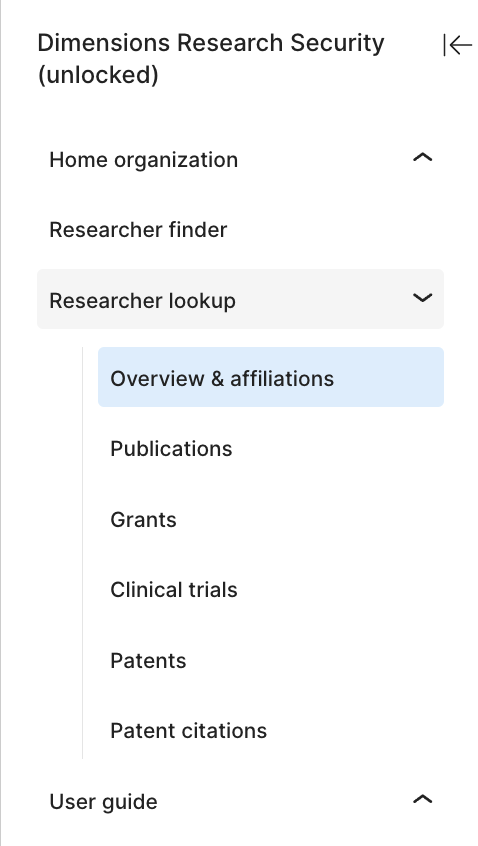 Dimensions Research Security
(unlocked)
Home organization
Researcher finder
Researcher lookup
Overview & affiliations
Publications
Grants
Clinical trials
Patents
Patent citations
User guide